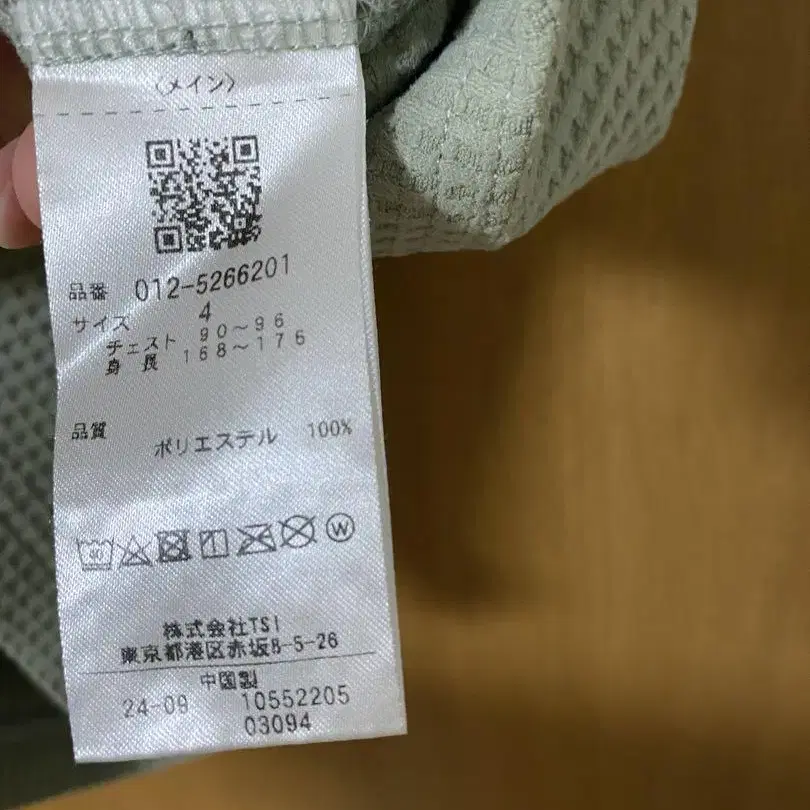 〈メイン〉
品番 012-5266201
サイズ 4
チェスト 90～96
身長 168～176
品質 ポリエステル 100%
40
W
株式会社TSI
東京都港区赤坂8-5-26
中国製
24-09 10552205
03094